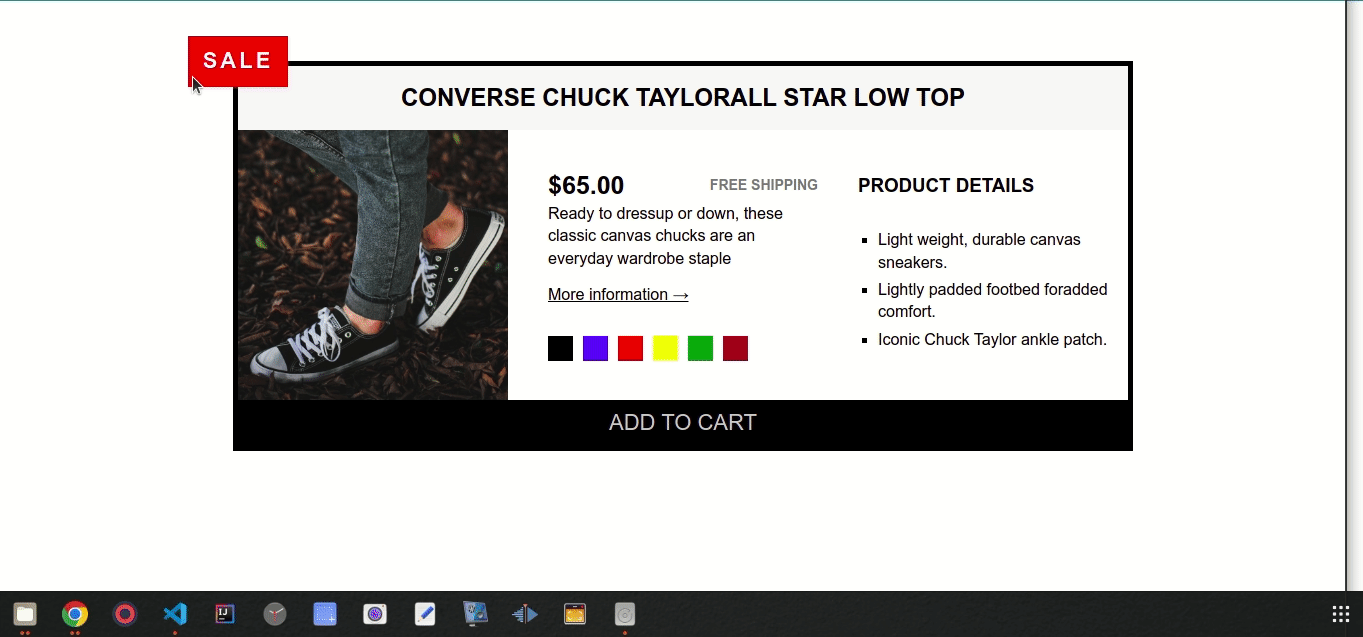 SALE
CONVERSE CHUCK TAYLORALL STAR LOW TOP
$65.00
FREE SHIPPING
Ready to dressup or down, these
classic canvas chucks are an
everyday wardrobe staple
More information →
PRODUCT DETAILS
Light weight, durable canvas
sneakers.
Lightly padded footbed foradded
comfort.
Iconic Chuck Taylor ankle patch.
ADD TO CART
IJ